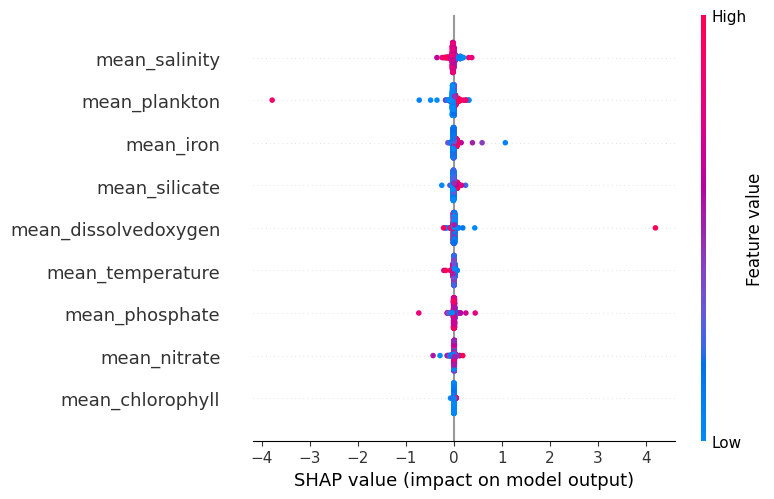 High
mean_salinity
mean_plankton
mean_iron
mean_silicate
mean_dissolvedoxygen
mean_temperature
mean_phosphate
mean_nitrate
mean_chlorophyll
Feature value
Low
−4 −3 −2 −1 0 1 2 3 4
SHAP value (impact on model output)